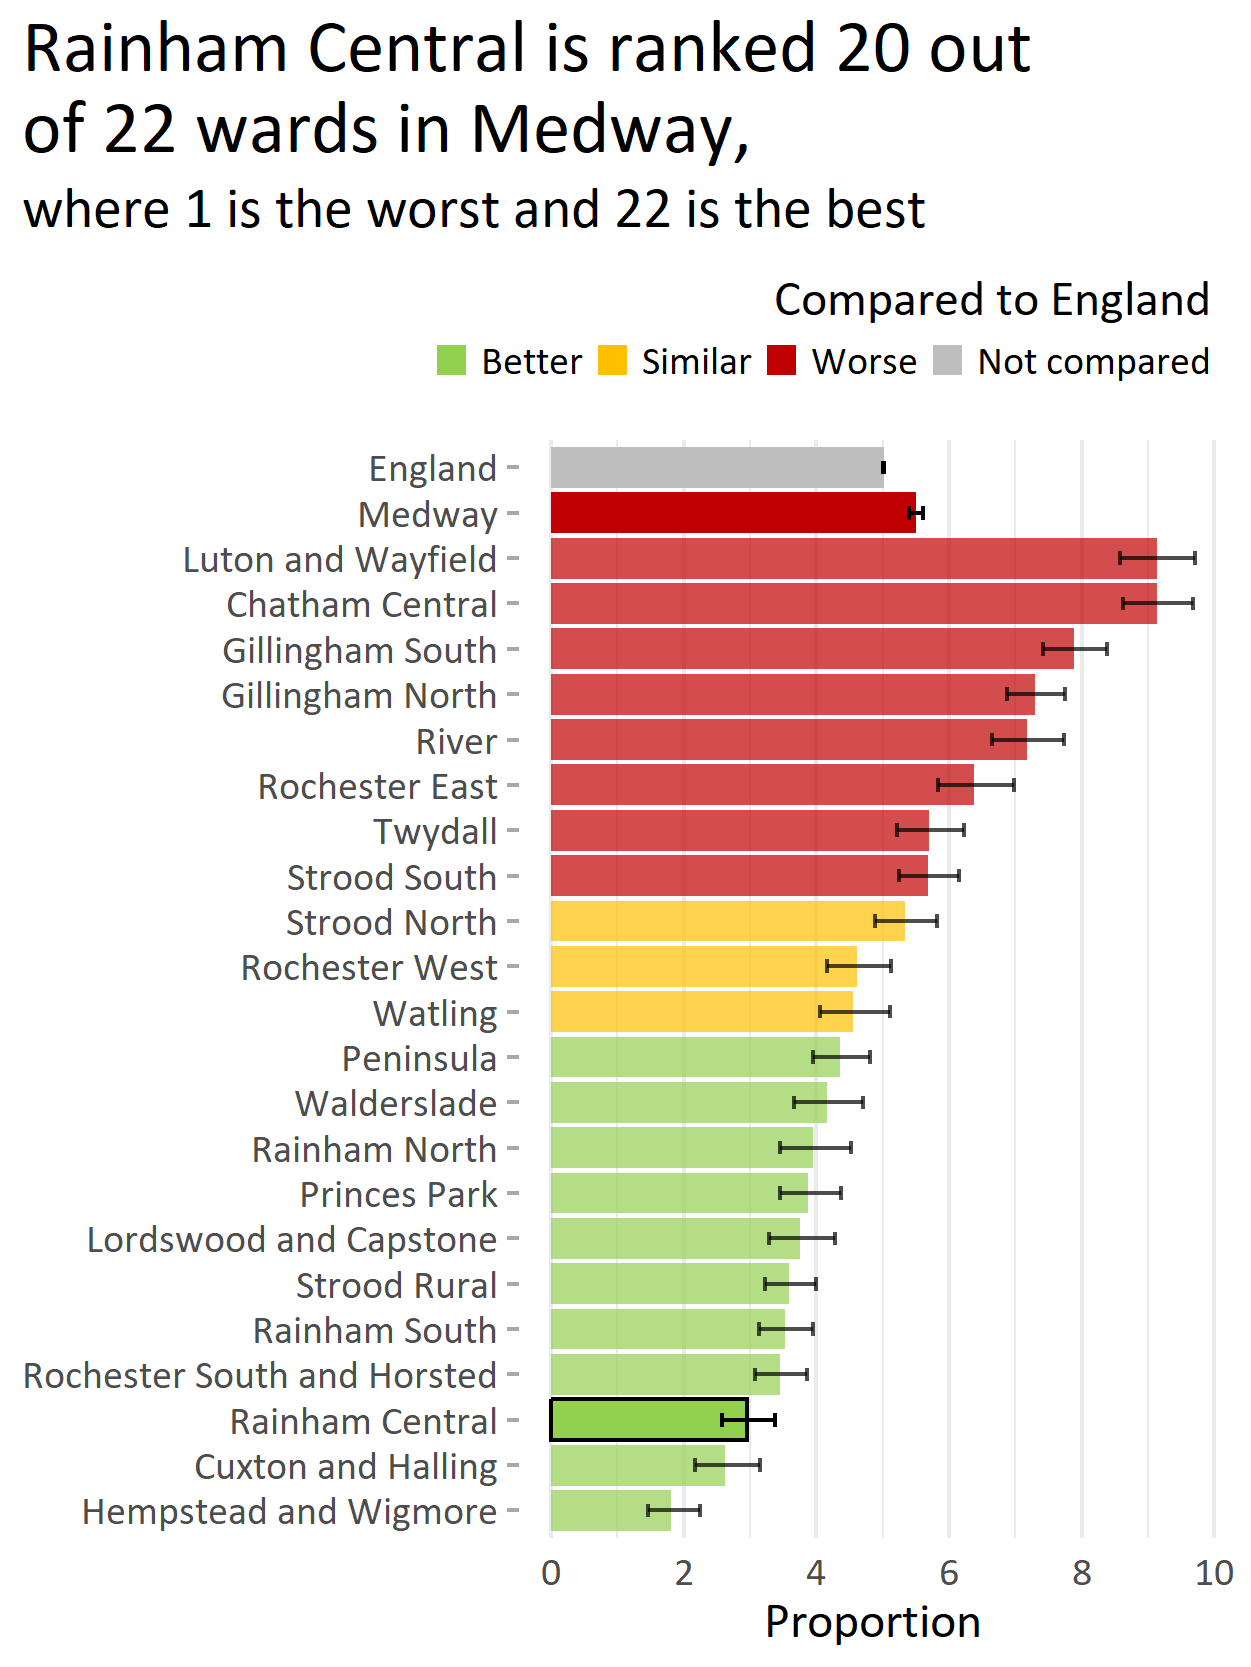 Rainham Central is ranked 20 out
of 22 wards in Medway,
where 1 is the worst and 22 is the best
Compared to England
Better Similar Worse Not compared
England
Medway
Luton and Wayfield
Chatham Central
Gillingham South
Gillingham North
River
Rochester East
Twydall
Strood South
Strood North
Rochester West
Watling
Peninsula
Walderslade
Rainham North
Princes Park
Lordswood and Capstone
Strood Rural
Rainham South
Rochester South and Horsted
Rainham Central
Cuxton and Halling
Hempstead and Wigmore
0 2 4 6 8 10
Proportion